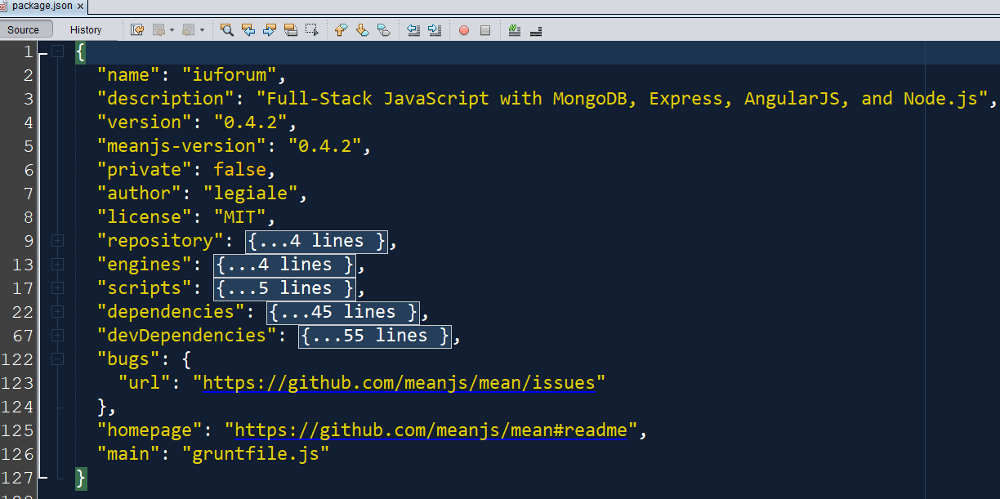 package.json
Source History
1 {
2 "name": "iuforum",
3 "description": "Full-Stack JavaScript with MongoDB, Express, AngularJS, and Node.js",
4 "version": "0.4.2",
5 "meanjs-version": "0.4.2",
6 "private": false,
7 "author": "legiale",
8 "license": "MIT",
9 "repository": {...4 lines },
13 "engines": {...4 lines },
17 "scripts": {...5 lines },
22 "dependencies": {...45 lines },
67 "devDependencies": {...55 lines },
122 "bugs": {
123 "url": "https://github.com/meanjs/mean/issues"
124 },
125 "homepage": "https://github.com/meanjs/mean#readme",
126 "main": "gruntfile.js"
127 }